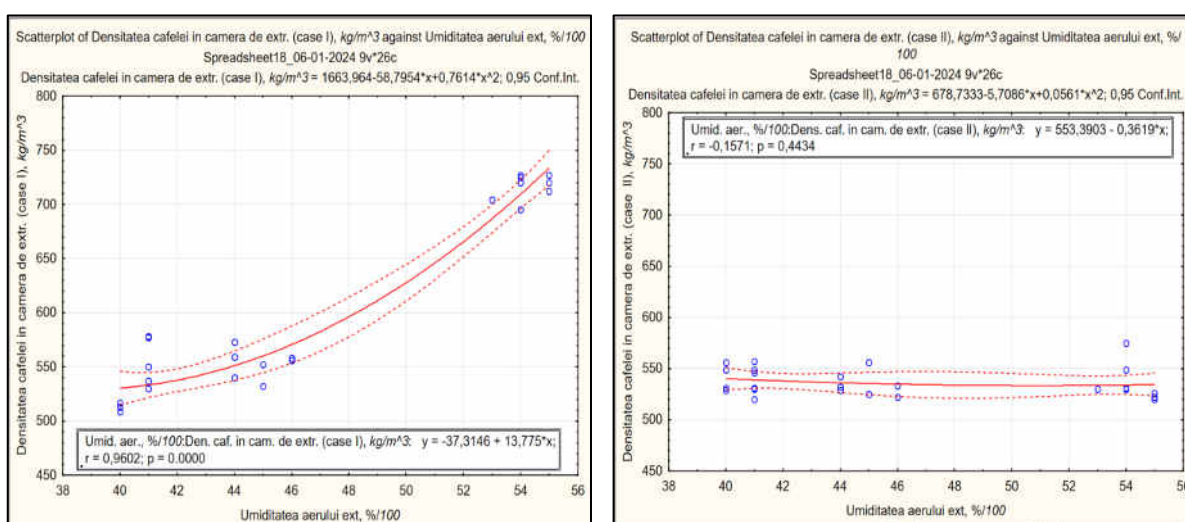 Scatterplot of Densitatea cafelei in camera de extr. (case I), kg/m^3 against Umiditatea aerului ext, %/100
Spreadsheet18_06-01-2024 9v*26c
Densitatea cafelei in camera de extr. (case I), kg/m^3 = 1663,964-58,7954*x+0,7614*x^2; 0,95 Conf.Int.
Densitatea cafelei in camera de extr. (case I), kg/m^3
800
750
700
650
600
550
500
450
Umid. aer., %/100:Den. caf. in cam. de extr. (case I), kg/m^3: y = -37,3146 + 13,775*x;
r = 0,9602; p = 0.0000
38 40 42 44 46 48 50 52 54 56
Umiditatea aerului ext, %/100
Scatterplot of Densitatea cafelei in camera de extr. (case II), kg/m^3 against Umiditatea aerului ext, %/
100
Spreadsheet18_06-01-2024 9v*26c
Densitatea cafelei in camera de extr. (case II), kg/m^3 = 678,7333-5,7086*x+0,0561*x^2; 0,95 Conf.Int.
Densitatea cafelei in camera de extr. (case II), kg/m^3
800
750
700
650
600
550
500
450
Umid. aer., %/100:Dens. caf. in cam. de extr. (case II), kg/m^3: y = 553,3903 - 0,3619*x;
r = -0,1571; p = 0,4434
38 40 42 44 46 48 50 52 54 56
Umiditatea aerului ext, %/100